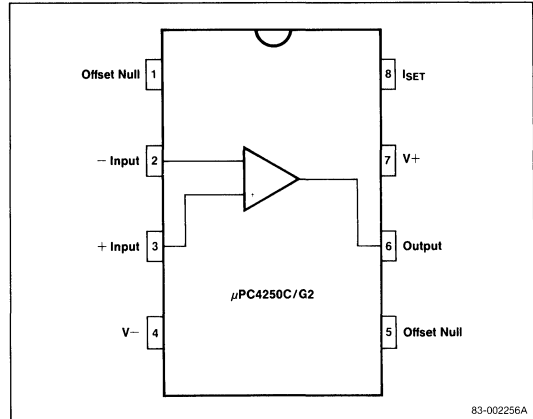 Offset Null 1
8 ISET
− Input 2
7 V+
+ Input 3
6 Output
μPC4250C/G2
V− 4
5 Offset Null
83-002256A